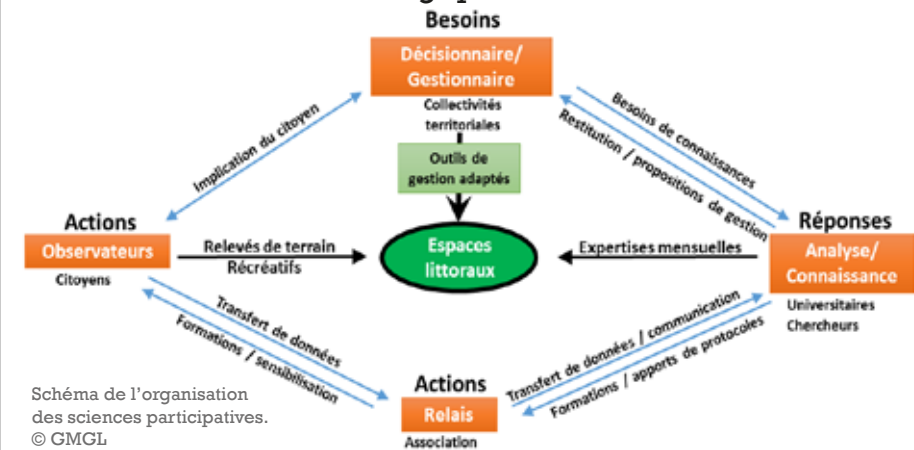 Besoins
Décisionnaire/
Gestionnaire
Collectivités
territoriales
Outils de
gestion adaptés
Implication du citoyen
Besoins de connaissances
Restitution / propositions de gestion
Actions
Observateurs
Citoyens
Relevés de terrain
Récréatifs
Espaces
littoraux
Expertises mensuelles
Réponses
Analyse/
Connaissance
Universitaires
Chercheurs
Transfert de données
Formations / sensibilisation
Transfert de données / communication
Formations / apports de protocoles
Actions
Relais
Association
Schéma de l’organisation
des sciences participatives.
© GMGL